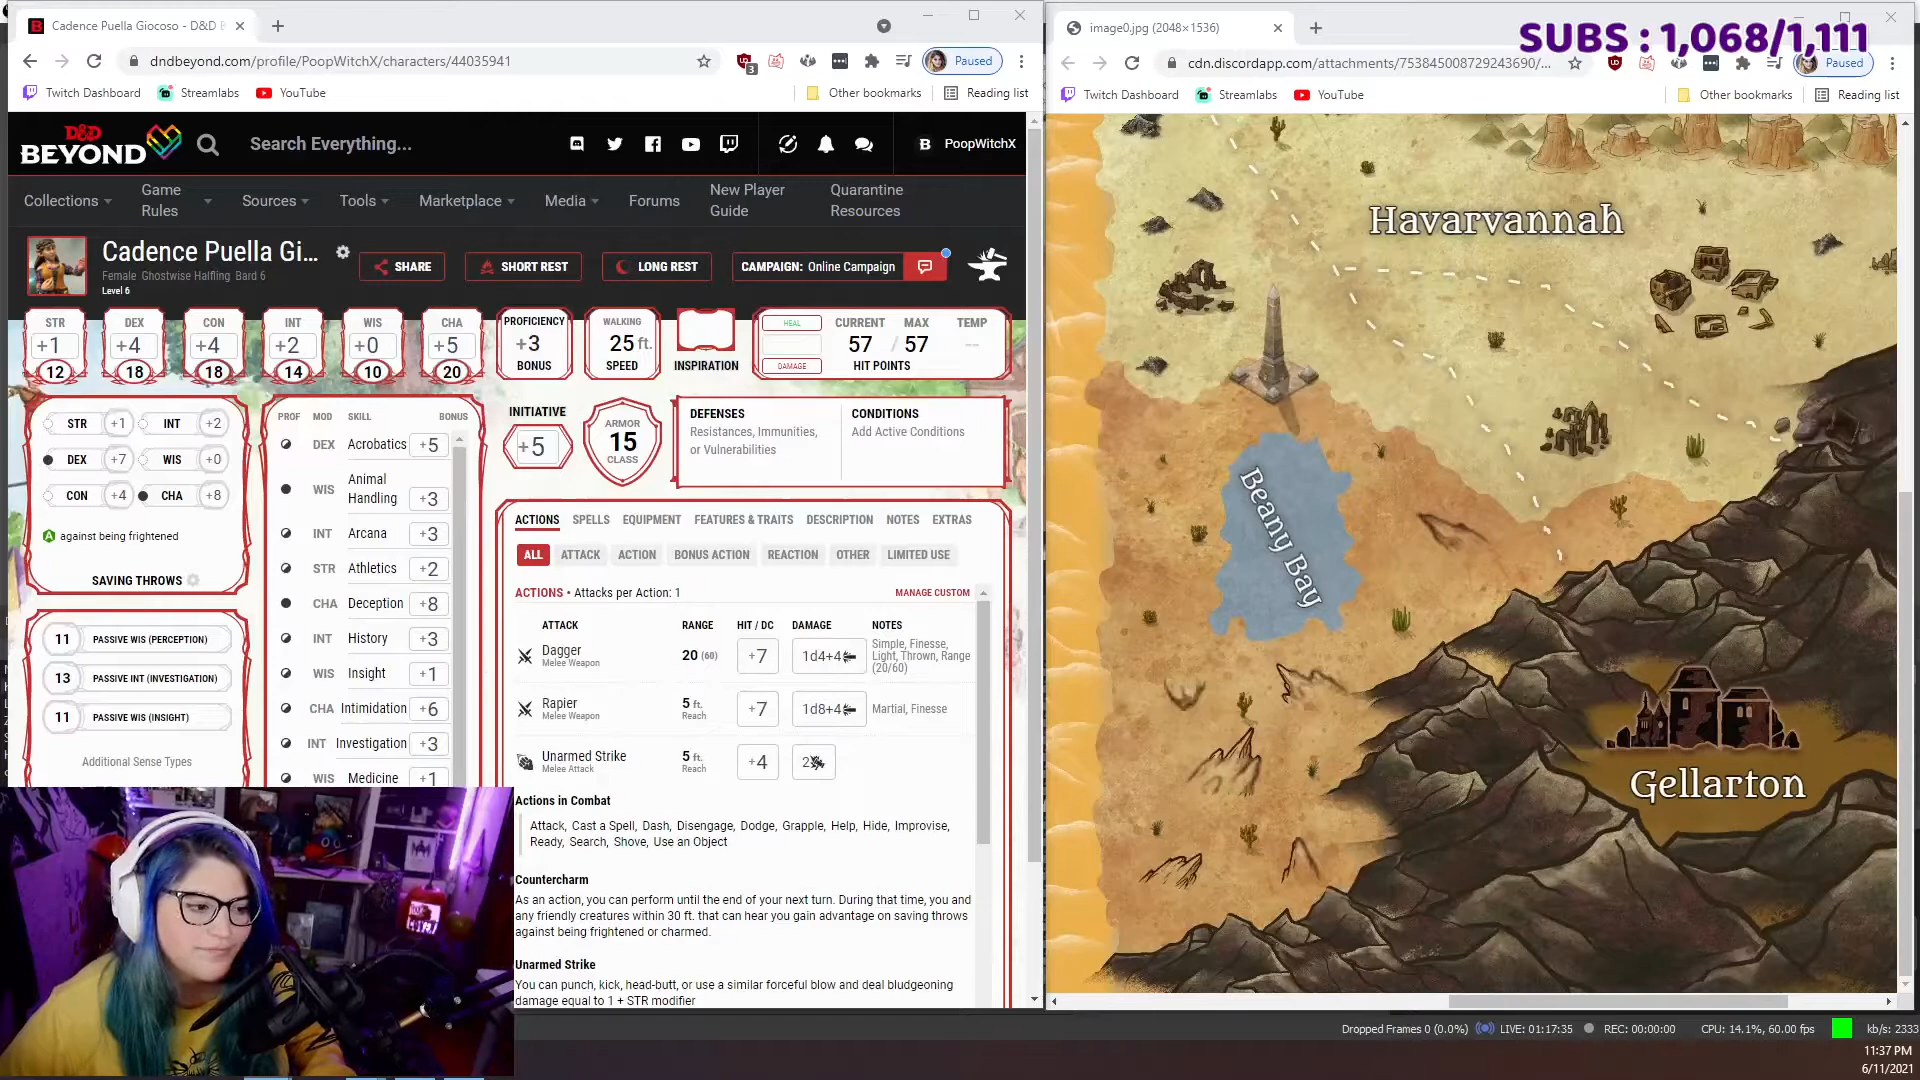 Cadence Puella Giocoso - D&D B
dndbeyond.com/profile/PoopWitchX/characters/44035941
3
Paused
Twitch Dashboard
Streamlabs
YouTube
Other bookmarks
Reading list
D&D
BEYOND
Search Everything...
B PoopWitchX
Collections
Game Rules
Sources
Tools
Marketplace
Media
Forums
New Player Guide
Quarantine Resources
Cadence Puella Gi...
Female Ghostwise Halfling Bard 6
Level 6
SHARE
SHORT REST
LONG REST
CAMPAIGN: Online Campaign
STR +1 12
DEX +4 18
CON +4 18
INT +2 14
WIS +0 10
CHA +5 20
PROFICIENCY +3 BONUS
WALKING 25 ft. SPEED
INSPIRATION
HEAL
DAMAGE
CURRENT MAX TEMP
57 / 57 --
HIT POINTS
STR +1 INT +2
DEX +7 WIS +0
CON +4 CHA +8
A against being frightened
SAVING THROWS
11 PASSIVE WIS (PERCEPTION)
13 PASSIVE INT (INVESTIGATION)
11 PASSIVE WIS (INSIGHT)
Additional Sense Types
PROF MOD SKILL BONUS
DEX Acrobatics +5
WIS Animal Handling +3
INT Arcana +3
STR Athletics +2
CHA Deception +8
INT History +3
WIS Insight +1
CHA Intimidation +6
INT Investigation +3
WIS Medicine +1
INITIATIVE
+5
ARMOR
15
CLASS
DEFENSES
Resistances, Immunities,
or Vulnerabilities
CONDITIONS
Add Active Conditions
ACTIONS SPELLS EQUIPMENT FEATURES & TRAITS DESCRIPTION NOTES EXTRAS
ALL ATTACK ACTION BONUS ACTION REACTION OTHER LIMITED USE
ACTIONS • Attacks per Action: 1
MANAGE CUSTOM
ATTACK RANGE HIT / DC DAMAGE NOTES
Dagger
Melee Weapon
20 (60) +7 1d4+4
Simple, Finesse,
Light, Thrown, Range
(20/60)
Rapier
Melee Weapon
5 ft.
Reach
+7 1d8+4 Martial, Finesse
Unarmed Strike
Melee Attack
5 ft.
Reach
+4 2
Actions in Combat
Attack, Cast a Spell, Dash, Disengage, Dodge, Grapple, Help, Hide, Improvise,
Ready, Search, Shove, Use an Object
Countercharm
As an action, you can perform until the end of your next turn. During that time, you and
any friendly creatures within 30 ft. that can hear you gain advantage on saving throws
against being frightened or charmed.
Unarmed Strike
You can punch, kick, head-butt, or use a similar forceful blow and deal bludgeoning
damage equal to 1 + STR modifier
image0.jpg (2048×1536)
SUBS : 1,068/1,111
cdn.discordapp.com/attachments/753845008729243690/...
Paused
Twitch Dashboard
Streamlabs
YouTube
Other bookmarks
Reading list
Havarvannah
Beany Bay
Gellarton
Dropped Frames 0 (0.0%)
LIVE: 01:17:35
REC: 00:00:00
CPU: 14.1%, 60.00 fps
kb/s: 2333
11:37 PM
6/11/2021